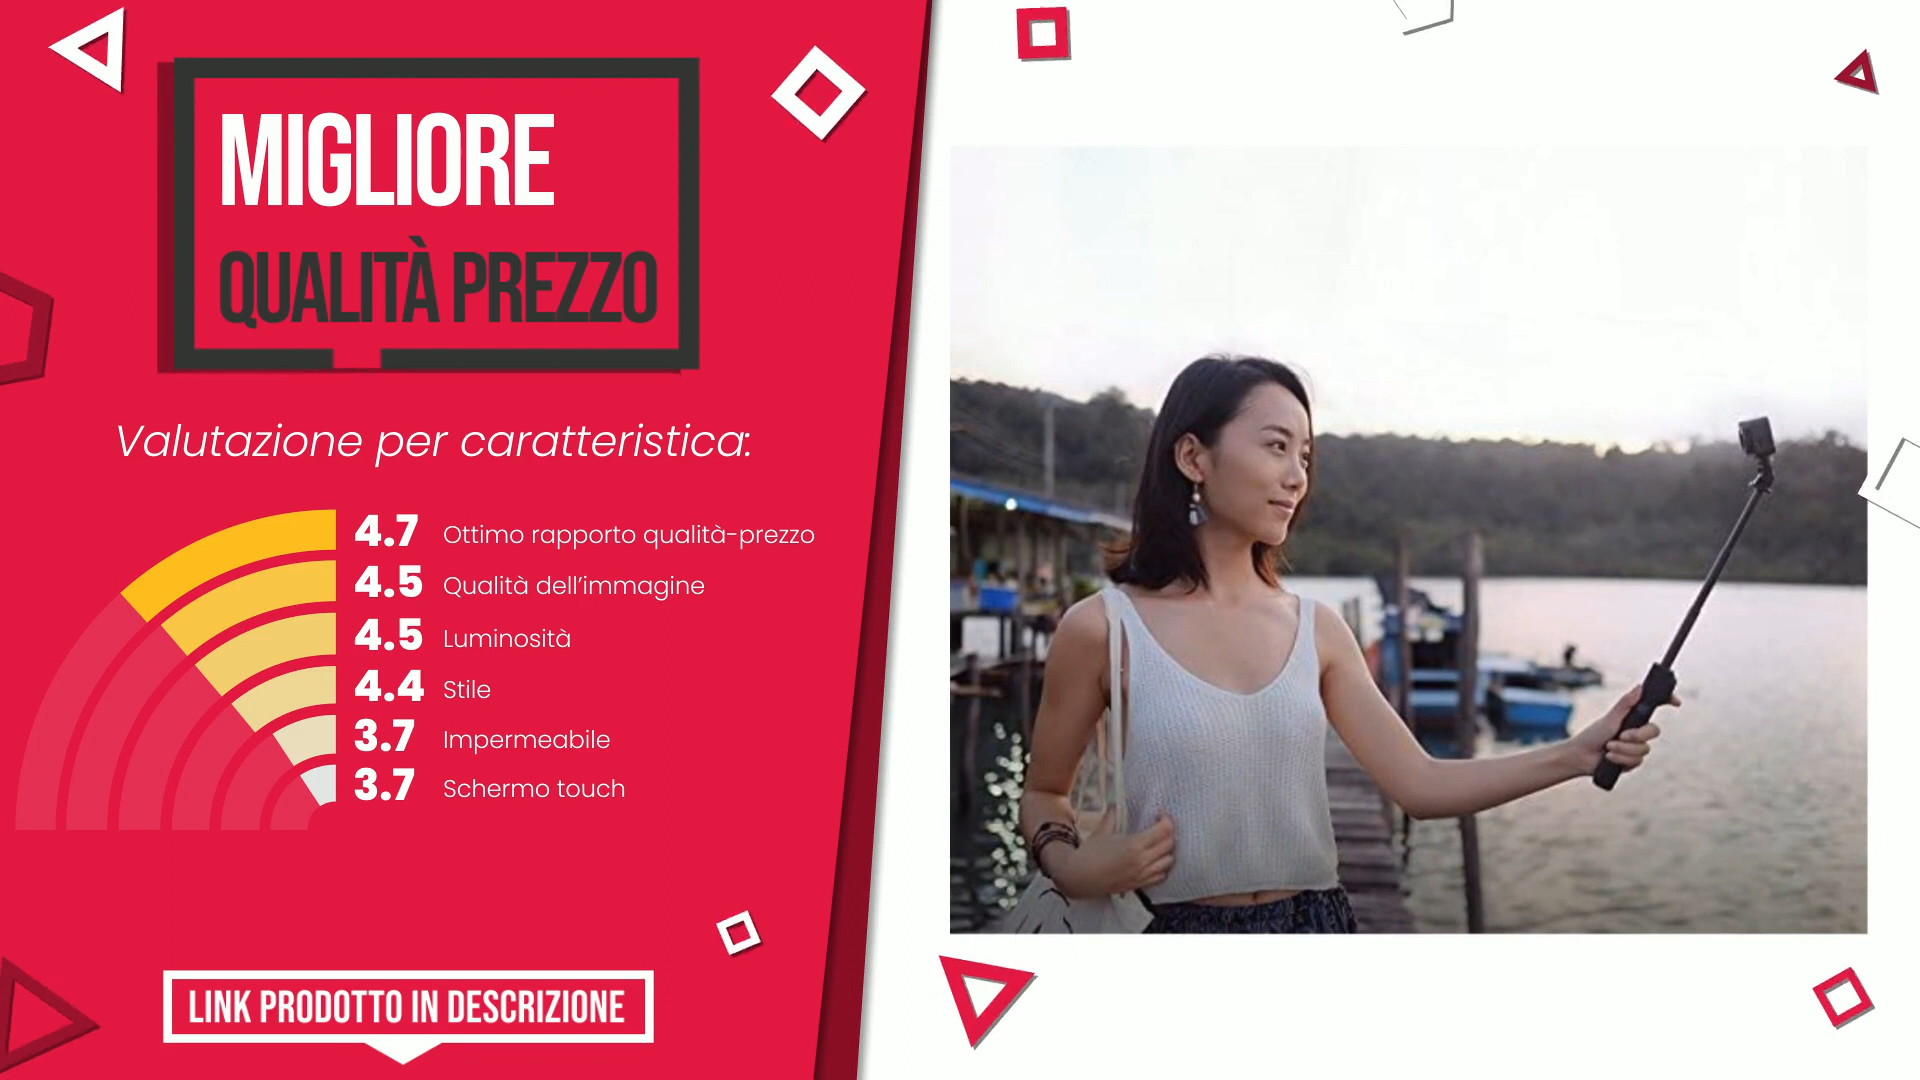 MIGLIORE
QUALITÀ PREZZO
Valutazione per caratteristica:
4.7 Ottimo rapporto qualità-prezzo
4.5 Qualità dell'immagine
4.5 Luminosità
4.4 Stile
3.7 Impermeabile
3.7 Schermo touch
LINK PRODOTTO IN DESCRIZIONE